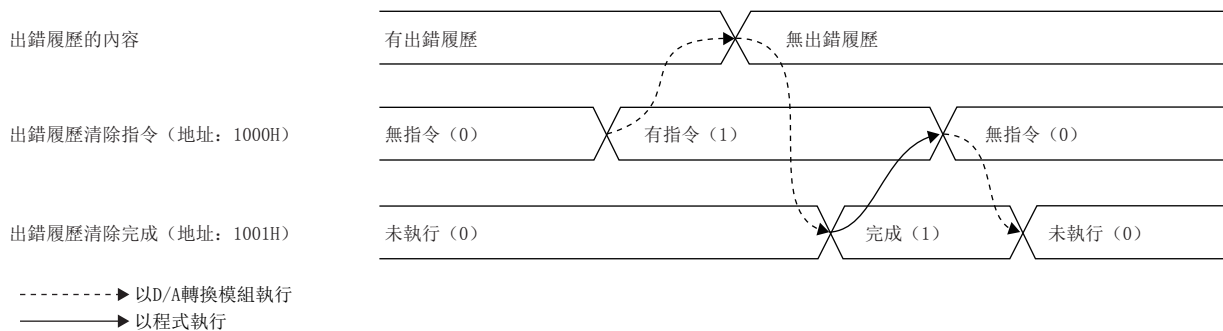 出錯履歷的內容
有出錯履歷
無出錯履歷
出錯履歷清除指令（地址：1000H）
無指令（0）
有指令（1）
無指令（0）
出錯履歷清除完成（地址：1001H）
未執行（0）
完成（1）
未執行（0）
以D/A轉換模組執行
以程式執行